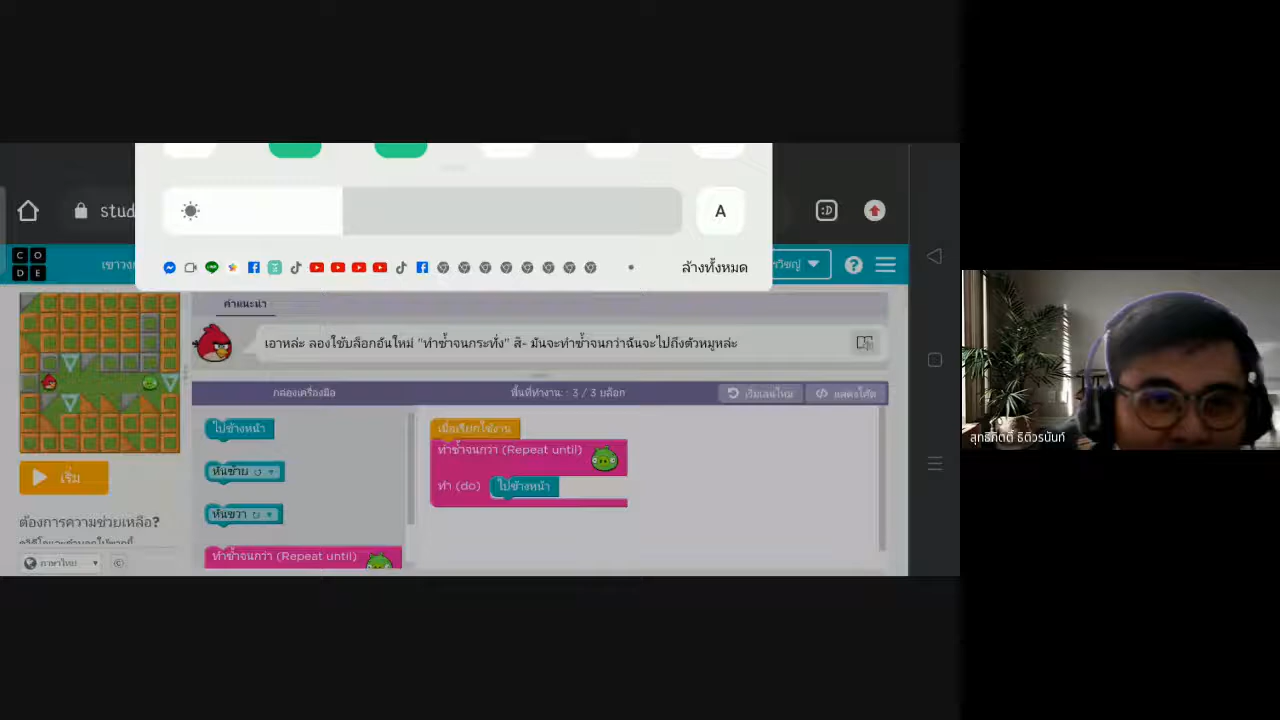 stud
A
ล้างทั้งหมด
C O
D E
คำแนะนำ
เอาหล่ะ ลองใช้บล็อกอันใหม่ "ทำซ้ำจนกระทั่ง" สิ- มันจะทำซ้ำจนกว่าฉันจะไปถึงตัวหมูหล่ะ
กล่องเครื่องมือ
พื้นที่ทำงาน : 3 / 3 บล็อก
เริ่มเล่นใหม่
แสดงโค้ด
ไปข้างหน้า
หันซ้าย
หันขวา
ทำซ้ำจนกว่า (Repeat until)
เมื่อเรียกใช้งาน
ทำซ้ำจนกว่า (Repeat until)
ทำ (do) ไปข้างหน้า
เริ่ม
ต้องการความช่วยเหลือ?
ภาษาไทย
สุทธิกิตติ์ ธิติวรนันท์